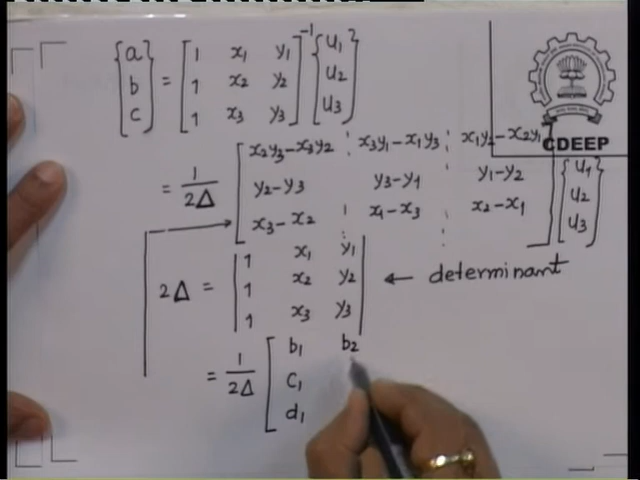 {a b c} = [1 x₁ y₁; 1 x₂ y₂; 1 x₃ y₃]⁻¹ {u₁ u₂ u₃}
CDEEP
= 1/2Δ [x₂y₃-x₃y₂ x₃y₁-x₁y₃ x₁y₂-x₂y₁; y₂-y₃ y₃-y₁ y₁-y₂; x₃-x₂ x₁-x₃ x₂-x₁] {u₁ u₂ u₃}
2Δ = |1 x₁ y₁; 1 x₂ y₂; 1 x₃ y₃| ← determinant
= 1/2Δ [b₁ b₂; c₁; d₁